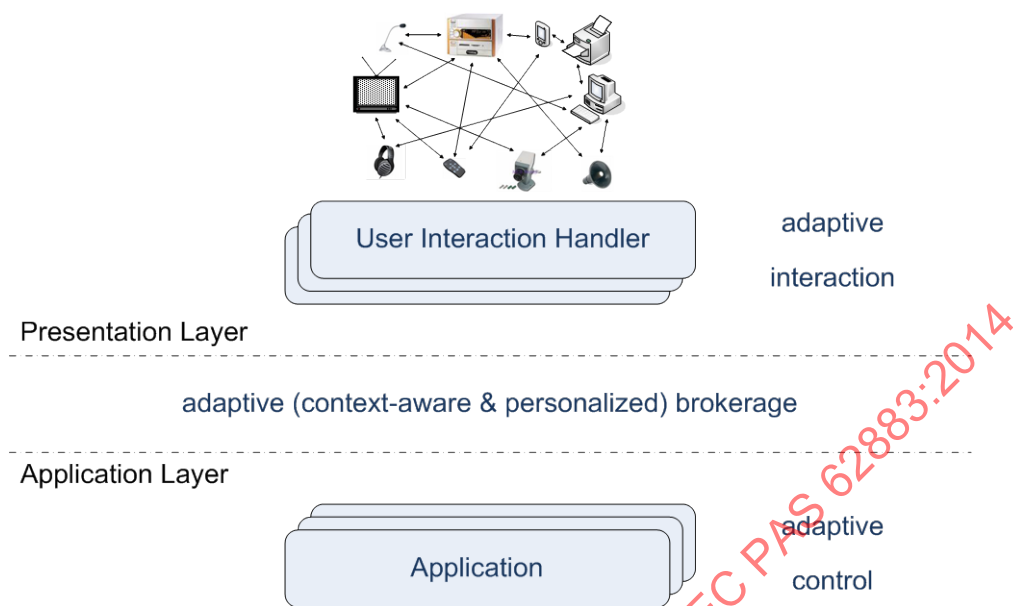 User Interaction Handler
adaptive
interaction
Presentation Layer
adaptive (context-aware & personalized) brokerage
Application Layer
Application
adaptive
control
EC PAS 62883:2014